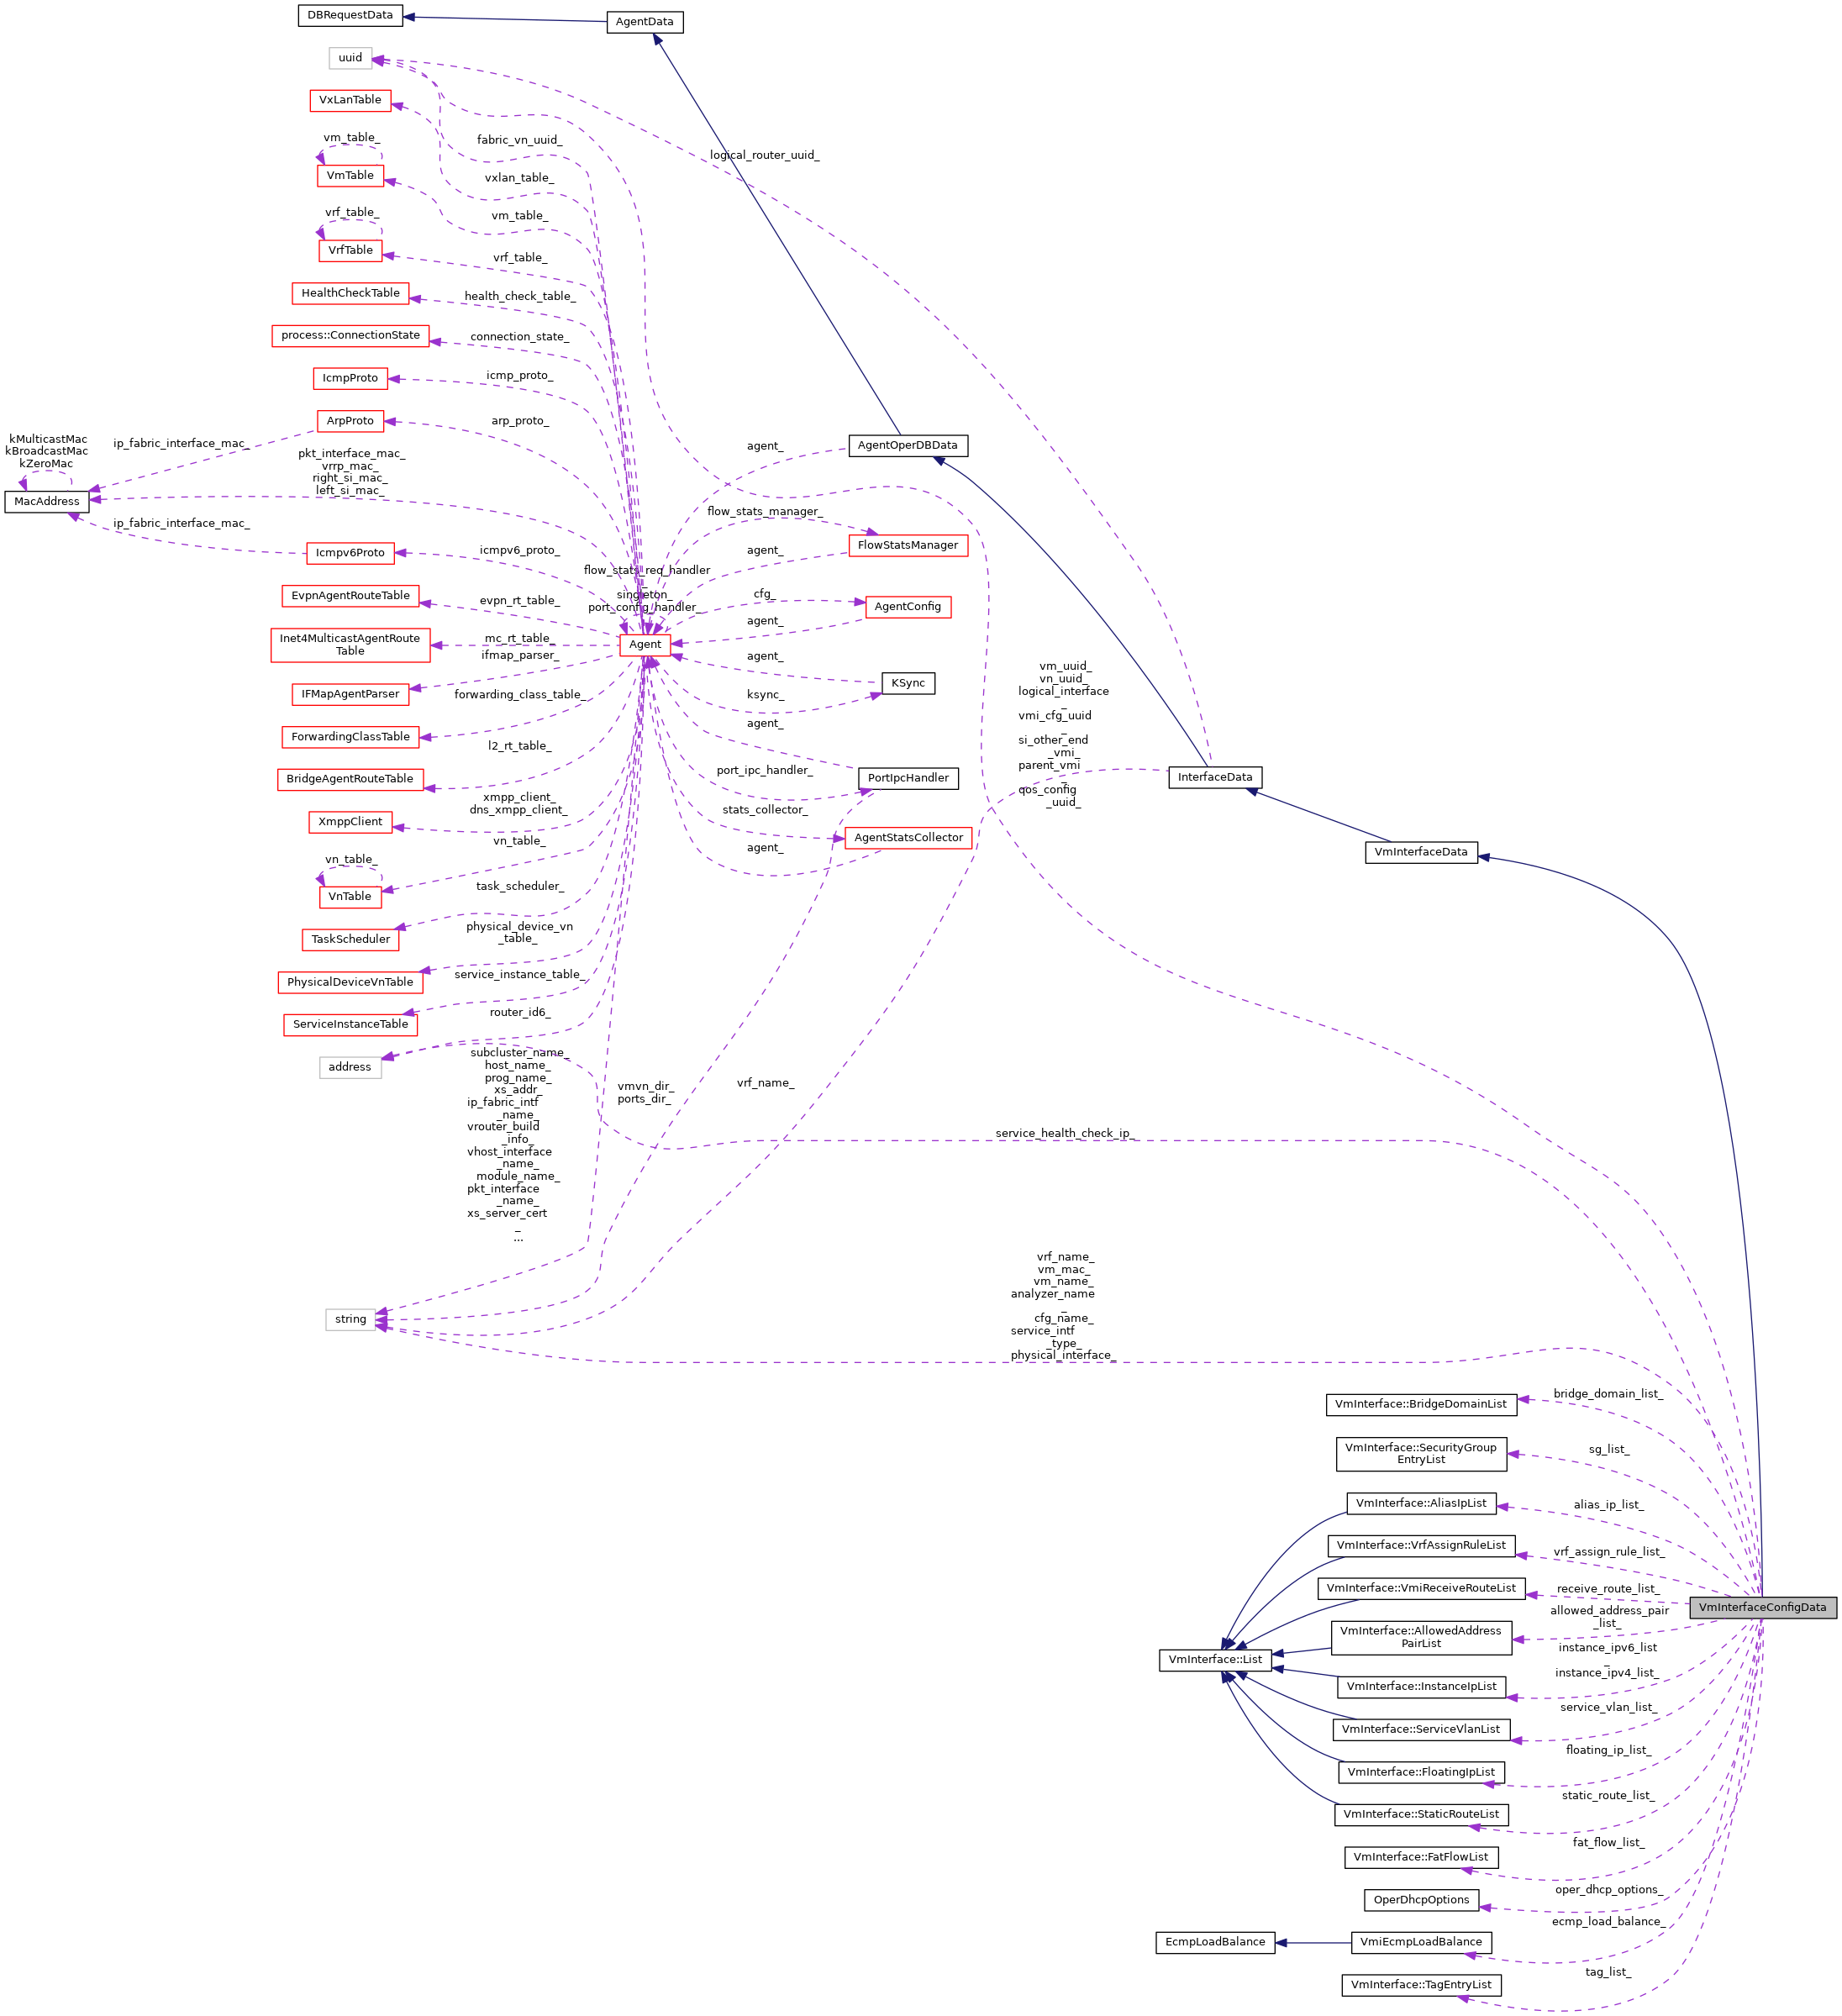 DBRequestData
AgentData
uuid
VxLanTable
vm_table_
VmTable
vrf_table_
VrfTable
HealthCheckTable
process::ConnectionState
IcmpProto
ArpProto
kMulticastMac
kBroadcastMac
kZeroMac
MacAddress
ip_fabric_interface_mac_
ip_fabric_interface_mac_
Icmpv6Proto
EvpnAgentRouteTable
Inet4MulticastAgentRoute
Table
IFMapAgentParser
ForwardingClassTable
BridgeAgentRouteTable
XmppClient
vn_table_
VnTable
TaskScheduler
PhysicalDeviceVnTable
ServiceInstanceTable
address
string
fabric_vn_uuid_
vxlan_table_
vm_table_
vrf_table_
health_check_table_
connection_state_
icmp_proto_
arp_proto_
pkt_interface_mac_
vrrp_mac_
right_si_mac_
left_si_mac_
icmpv6_proto_
evpn_rt_table_
mc_rt_table_
ifmap_parser_
forwarding_class_table_
l2_rt_table_
xmpp_client_
dns_xmpp_client_
vn_table_
task_scheduler_
physical_device_vn
_table_
service_instance_table_
router_id6_
subcluster_name_
host_name_
prog_name_
xs_addr_
ip_fabric_intf
_name_
vrouter_build
_info_
vhost_interface
_name_
module_name_
pkt_interface
_name_
xs_server_cert
_
...
flow_stats_req_handler
_
singleton_
port_config_handler_
Agent
logical_router_uuid_
agent_
AgentOperDBData
flow_stats_manager_
FlowStatsManager
agent_
cfg_
AgentConfig
agent_
agent_
KSync
ksync_
agent_
PortIpcHandler
port_ipc_handler_
stats_collector_
AgentStatsCollector
agent_
vmvn_dir_
ports_dir_
vrf_name_
vm_uuid_
vn_uuid_
logical_interface
_
vmi_cfg_uuid
_
si_other_end
_vmi_
parent_vmi
_
qos_config
_uuid_
InterfaceData
VmInterfaceData
service_health_check_ip_
vrf_name_
vm_mac_
vm_name_
analyzer_name
_
cfg_name_
service_intf
_type_
physical_interface_
VmInterface::BridgeDomainList
bridge_domain_list_
VmInterface::SecurityGroup
EntryList
sg_list_
VmInterface::AliasIpList
alias_ip_list_
VmInterface::VrfAssignRuleList
vrf_assign_rule_list_
VmInterface::VmiReceiveRouteList
receive_route_list_
VmInterfaceConfigData
VmInterface::AllowedAddress
PairList
allowed_address_pair
_list_
VmInterface::List
VmInterface::InstanceIpList
instance_ipv6_list
_
instance_ipv4_list_
VmInterface::ServiceVlanList
service_vlan_list_
VmInterface::FloatingIpList
floating_ip_list_
VmInterface::StaticRouteList
static_route_list_
VmInterface::FatFlowList
fat_flow_list_
OperDhcpOptions
oper_dhcp_options_
EcmpLoadBalance
VmiEcmpLoadBalance
ecmp_load_balance_
VmInterface::TagEntryList
tag_list_